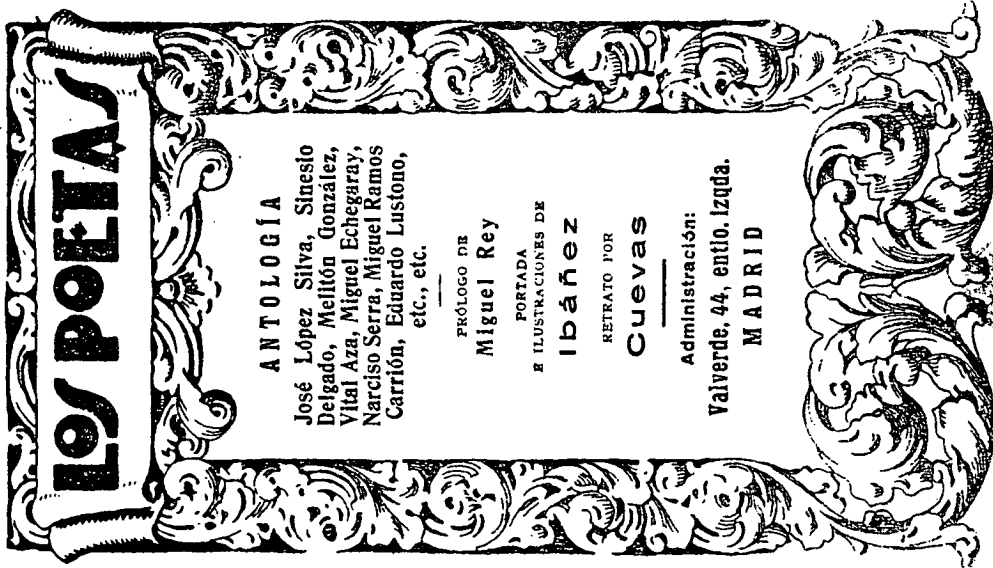 LOS POETAS
ANTOLOGÍA
José López Silva, Sinesio
Delgado, Melitón González,
Vital Aza, Miguel Echegaray,
Narciso Serra, Miguel Ramos
Carrión, Eduardo Lustono,
etc., etc.
PRÓLOGO DE
Miguel Rey
PORTADA
E ILUSTRACIONES DE
Ibáñez
RETRATO POR
Cuevas
Administración:
Valverde, 44, entlo. izqda.
MADRID